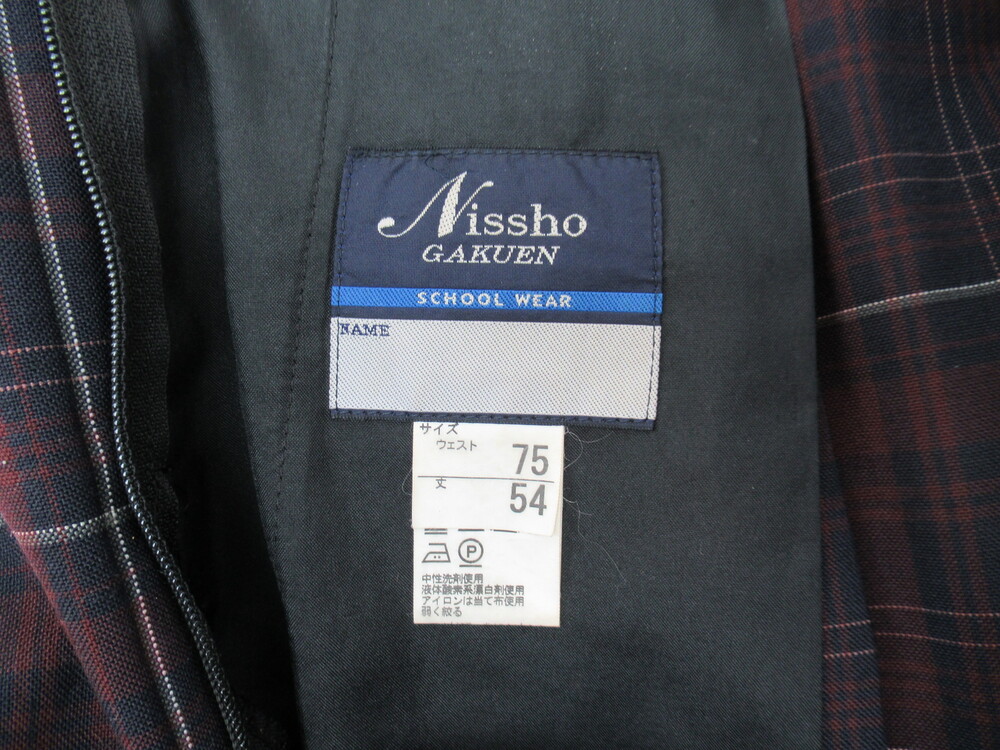 Nissho
GAKUEN
SCHOOL WEAR
NAME
サイズ
ウェスト
75
丈
54
P
中性洗剤使用
液体酸素系漂白剤使用
アイロンは当て布使用
弱く絞る